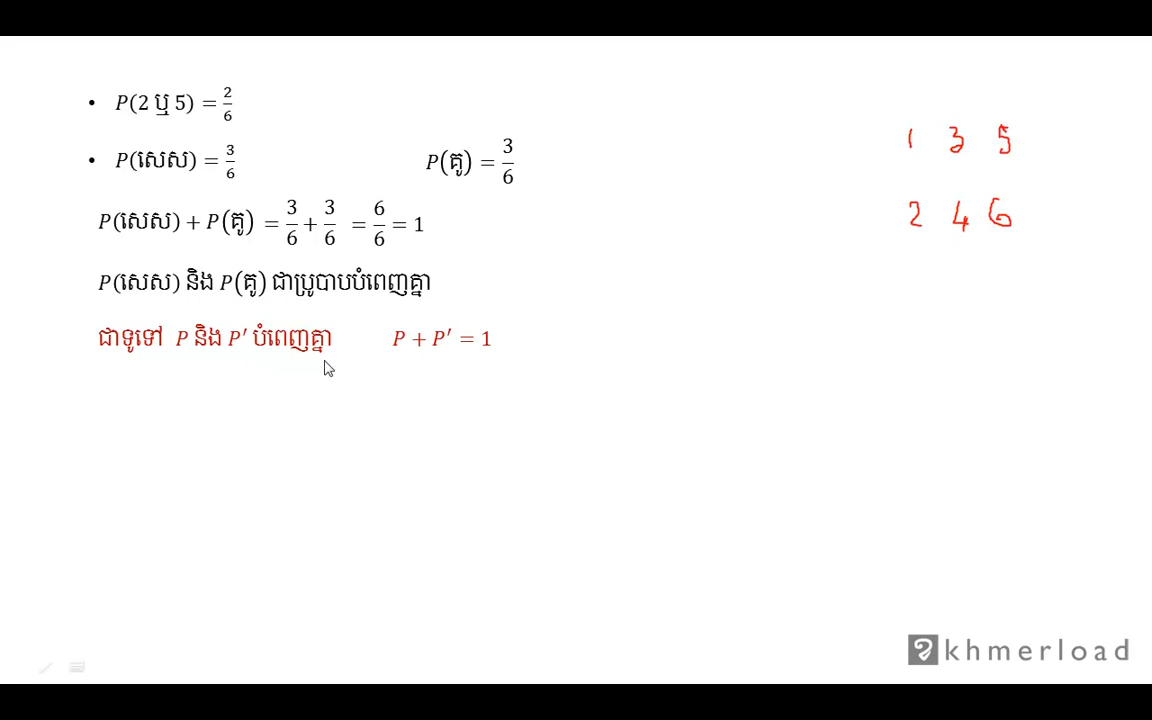 • P(2 ឬ 5) = 2/6
1 3 5
• P(សេស) = 3/6 P(គូ) = 3/6
2 4 6
P(សេស) + P(គូ) = 3/6 + 3/6 = 6/6 = 1
P(សេស) និង P(គូ) ជាប្រូបាបបំពេញគ្នា
ជាទូទៅ P និង P′ បំពេញគ្នា P + P′ = 1
khmerload